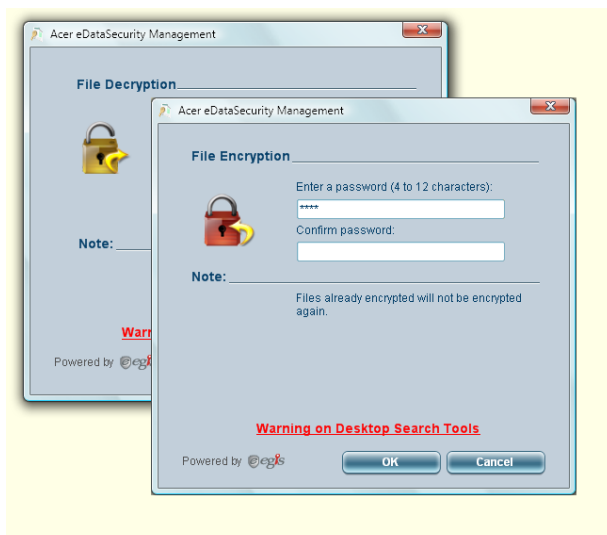 Acer eDataSecurity Management
File Decryption
Note:
Warn
Powered by egi
Acer eDataSecurity Management
File Encryption
Enter a password (4 to 12 characters):
****
Confirm password:
Note:
Files already encrypted will not be encrypted
again.
Warning on Desktop Search Tools
Powered by egis
OK
Cancel